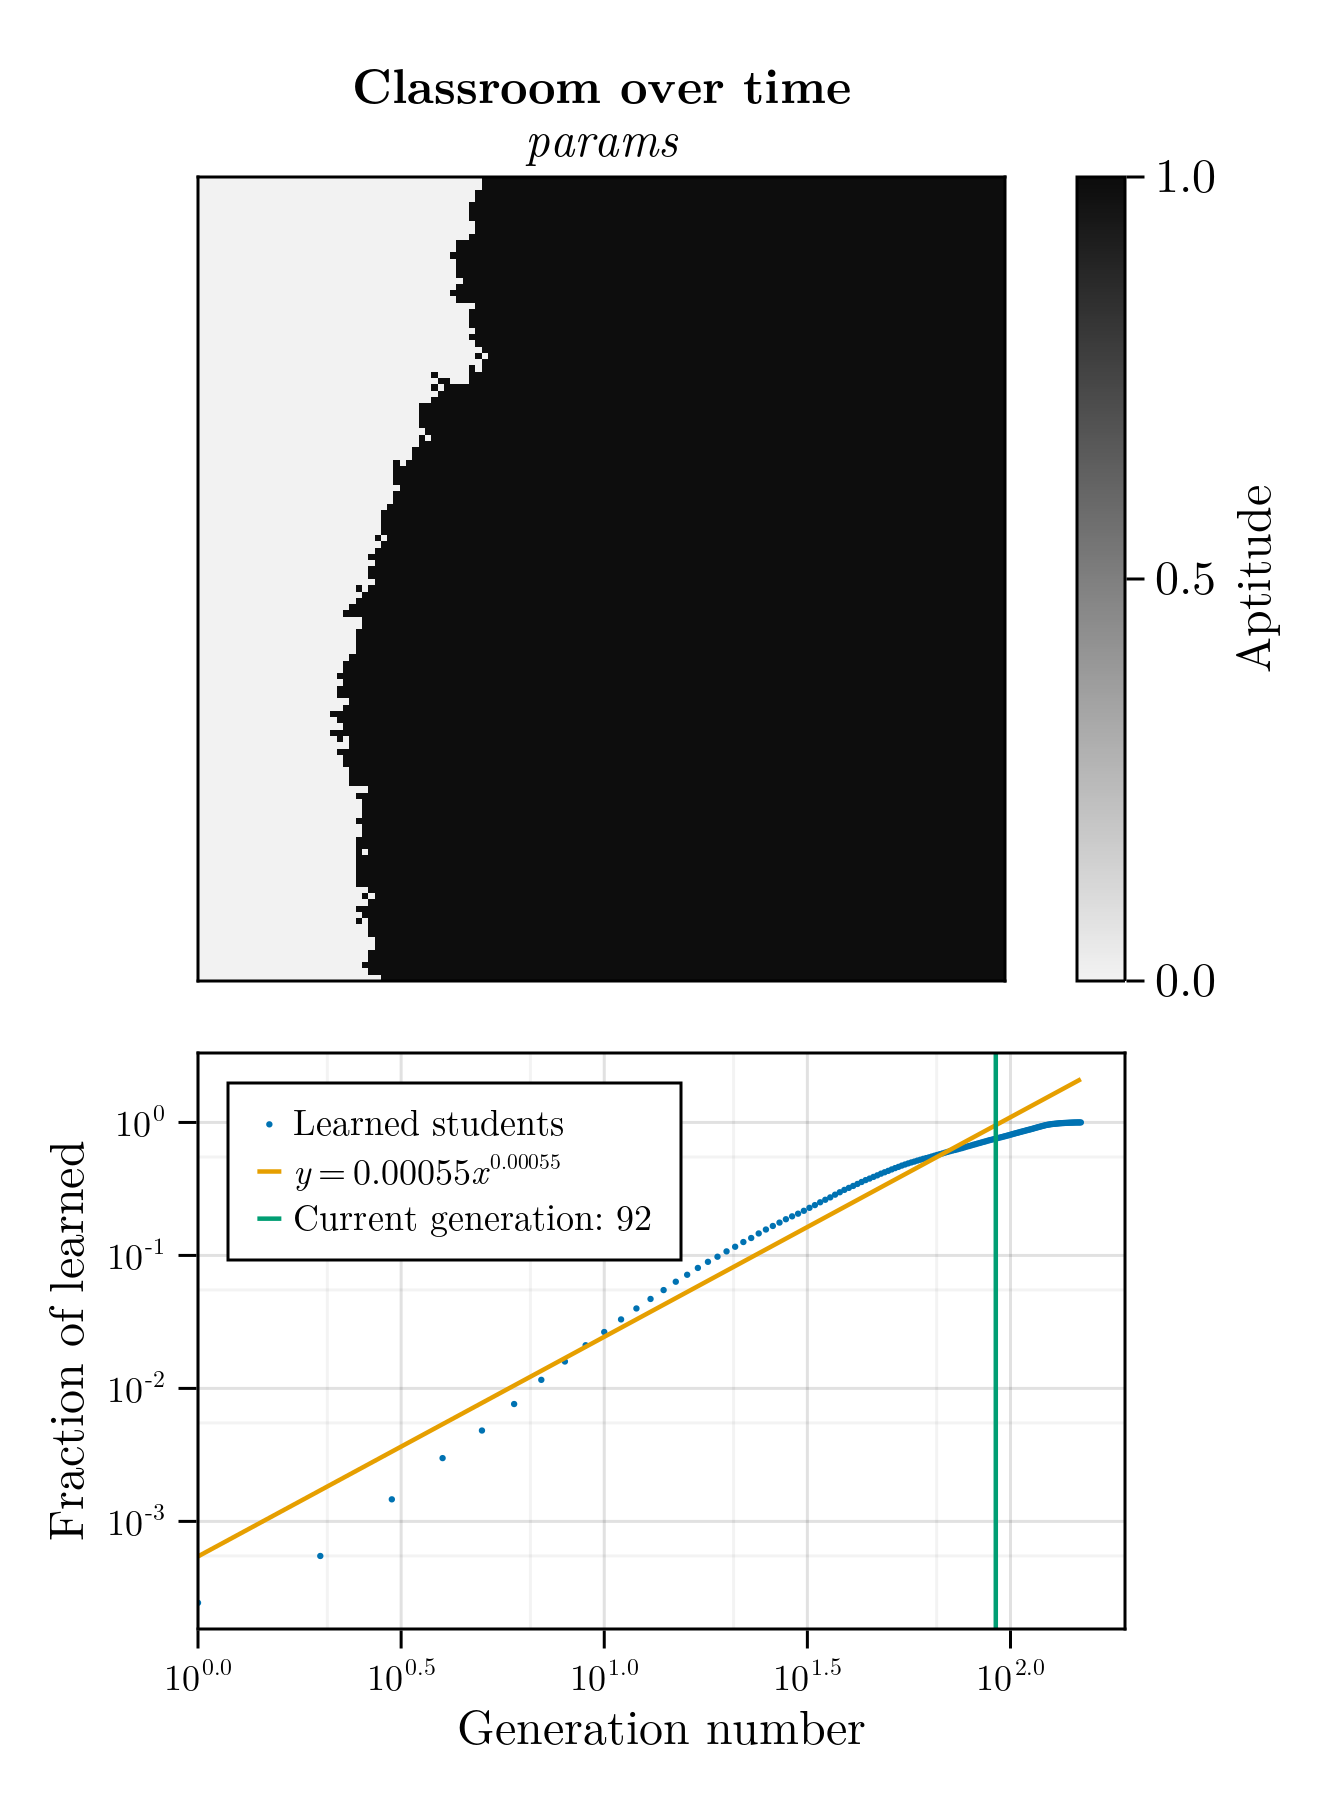 Classroom over time
params
1.0
0.5
0.0
Aptitude
Learned students
y = 0.00055x^0.00055
Current generation: 92
10^0
10^-1
10^-2
10^-3
Fraction of learned
10^0.0 10^0.5 10^1.0 10^1.5 10^2.0
Generation number